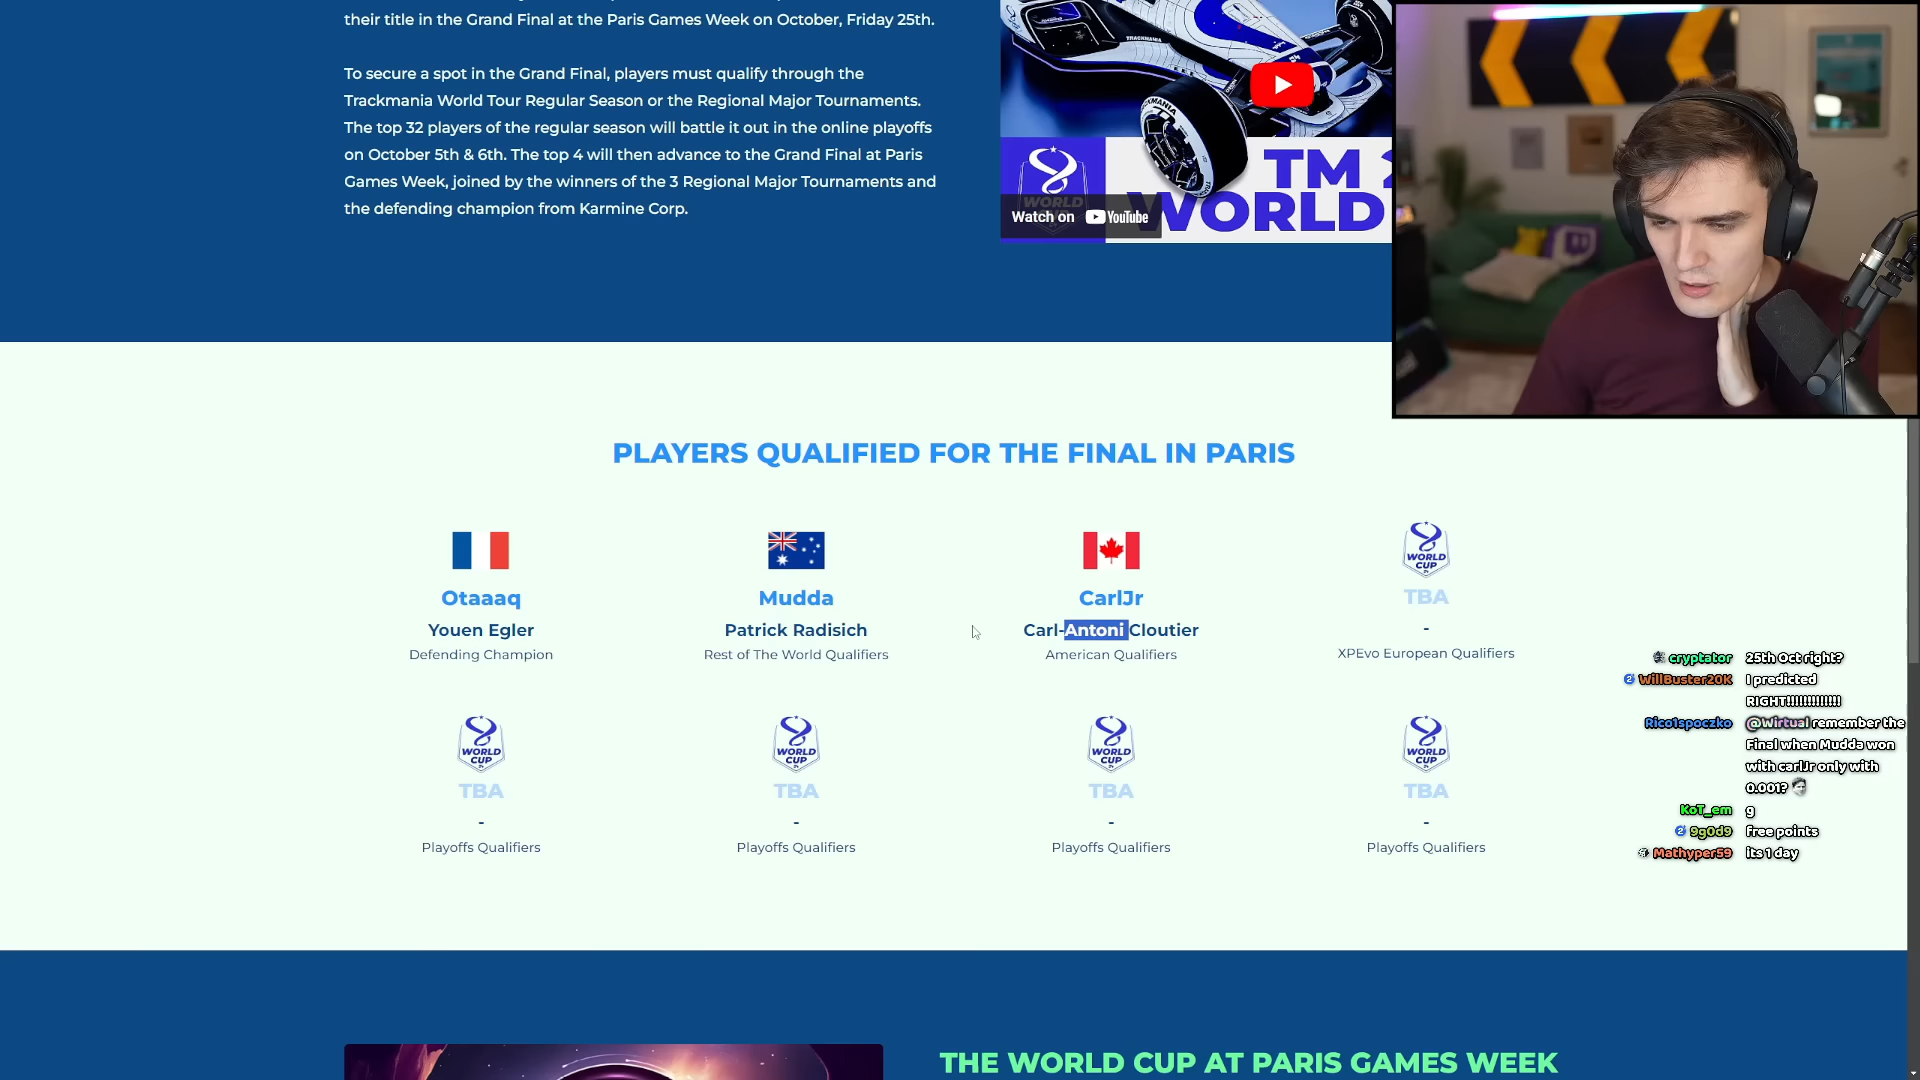 their title in the Grand Final at the Paris Games Week on October, Friday 25th.
To secure a spot in the Grand Final, players must qualify through the
Trackmania World Tour Regular Season or the Regional Major Tournaments.
The top 32 players of the regular season will battle it out in the online playoffs
on October 5th & 6th. The top 4 will then advance to the Grand Final at Paris
Games Week, joined by the winners of the 3 Regional Major Tournaments and
the defending champion from Karmine Corp.
TRACKMANIA
TM
WORLD
Watch on YouTube
PLAYERS QUALIFIED FOR THE FINAL IN PARIS
WORLD
CUP
Otaaaq
Mudda
CarlJr
TBA
Youen Egler
Patrick Radisich
Carl-Antoni Cloutier
-
Defending Champion
Rest of The World Qualifiers
American Qualifiers
XPEvo European Qualifiers
WORLD
CUP
WORLD
CUP
WORLD
CUP
WORLD
CUP
TBA
TBA
TBA
TBA
-
-
-
-
Playoffs Qualifiers
Playoffs Qualifiers
Playoffs Qualifiers
Playoffs Qualifiers
cryptator 25th Oct right?
WillBuster20K I predicted
RIGHT!!!!!!!!!!!!!
Rico1spoczko @Wirtual remember the
Final when Mudda won
with carlJr only with
0.001?
KoT_em g
9g0d9 free points
Mathyper59 its 1 day
THE WORLD CUP AT PARIS GAMES WEEK